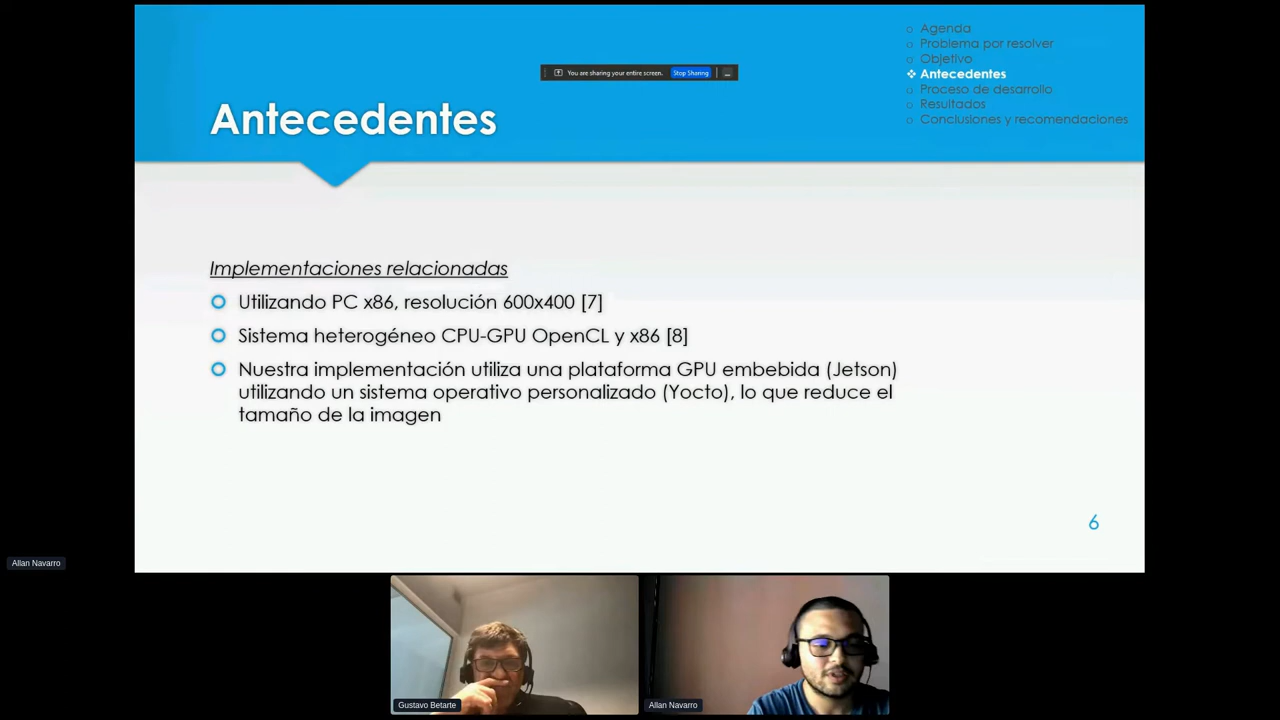 Agenda
Problema por resolver
Objetivo
Antecedentes
Proceso de desarrollo
Resultados
Conclusiones y recomendaciones
You are sharing your entire screen.
Stop Sharing
Antecedentes
Implementaciones relacionadas
Utilizando PC x86, resolución 600x400 [7]
Sistema heterogéneo CPU-GPU OpenCL y x86 [8]
Nuestra implementación utiliza una plataforma GPU embebida (Jetson)
utilizando un sistema operativo personalizado (Yocto), lo que reduce el
tamaño de la imagen
6
Allan Navarro
Gustavo Betarte
Allan Navarro